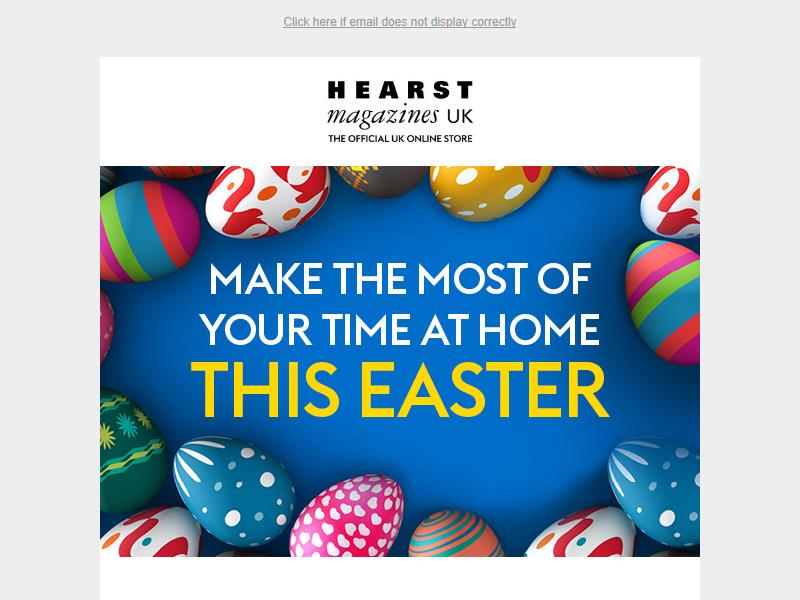 Click here if email does not display correctly
HEARST
magazines UK
THE OFFICIAL UK ONLINE STORE
MAKE THE MOST OF
YOUR TIME AT HOME
THIS EASTER